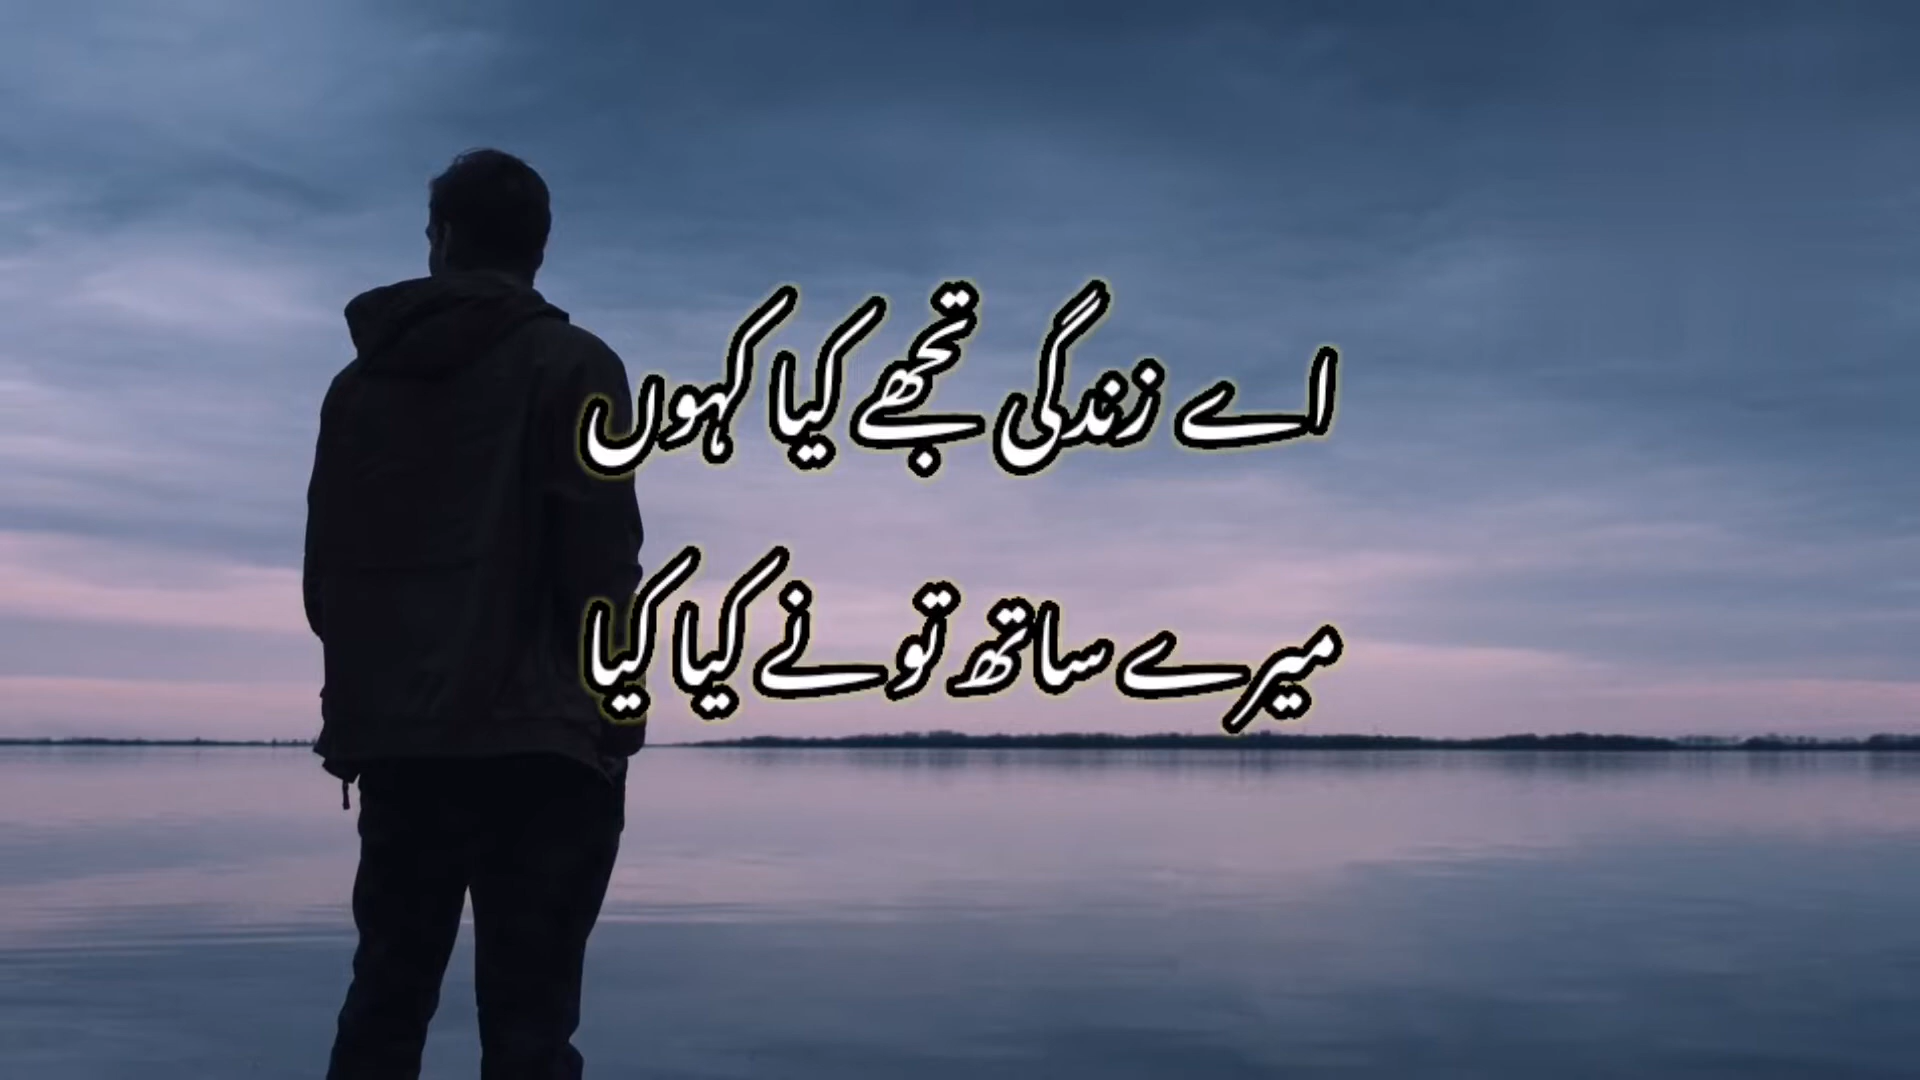 اے زندگی تجھے کیا کہوں
میرے ساتھ تو نے کیا کیا